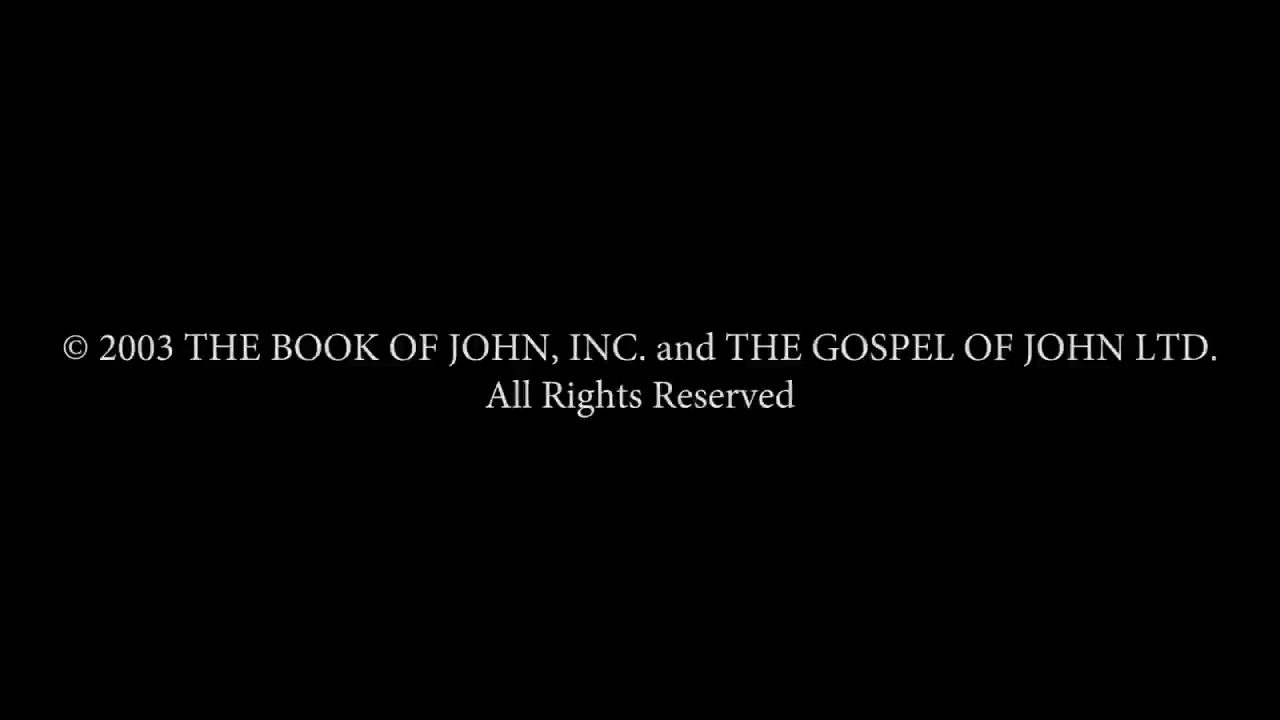 © 2003 THE BOOK OF JOHN, INC. and THE GOSPEL OF JOHN LTD.
All Rights Reserved